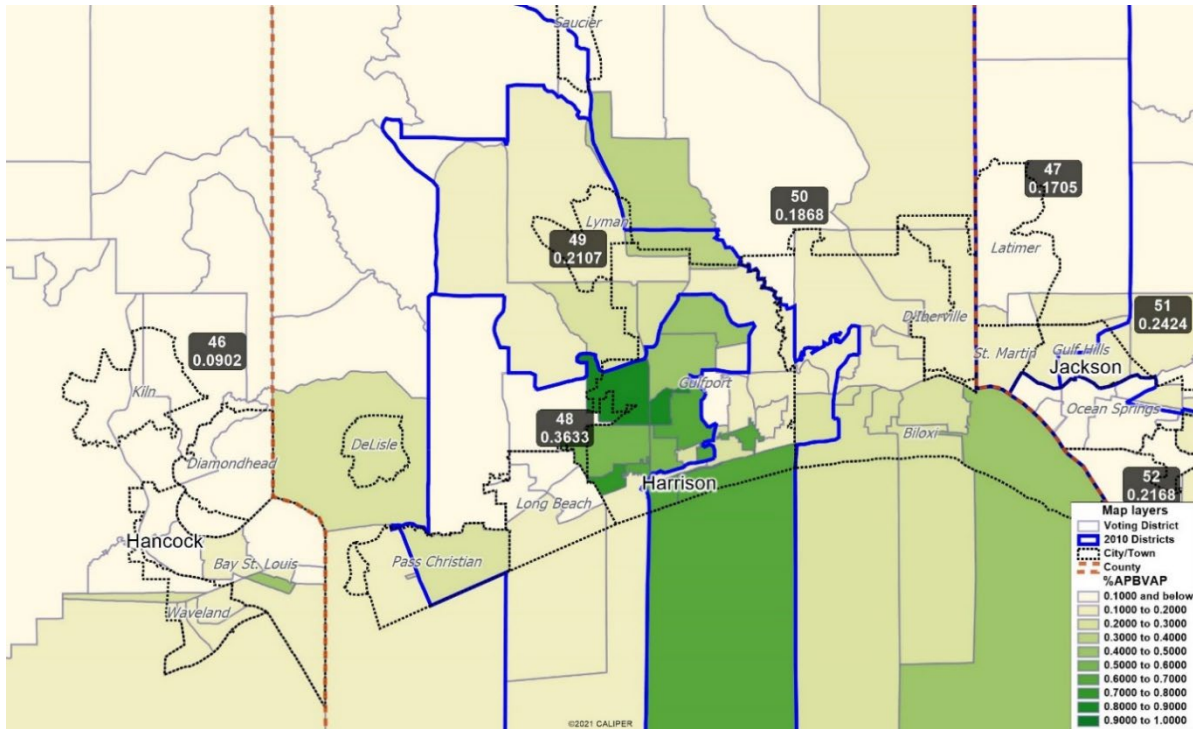 Saucier
47
0.1705
50
0.1868
Lyman
49
0.2107
Latimer
51
0.2424
D'Iberville
46
0.0902
St. Martin
Gulf Hills
Jackson
Kiln
Gulfport
Ocean Springs
48
0.3633
Biloxi
DeLisle
Diamondhead
52
0.2168
Harrison
Long Beach
Hancock
Bay St. Louis
Pass Christian
Waveland
Map layers
Voting District
2010 Districts
City/Town
County
%APBVAP
0.1000 and below
0.1000 to 0.2000
0.2000 to 0.3000
0.3000 to 0.4000
0.4000 to 0.5000
0.5000 to 0.6000
0.6000 to 0.7000
0.7000 to 0.8000
0.8000 to 0.9000
0.9000 to 1.0000
©2021 CALIPER